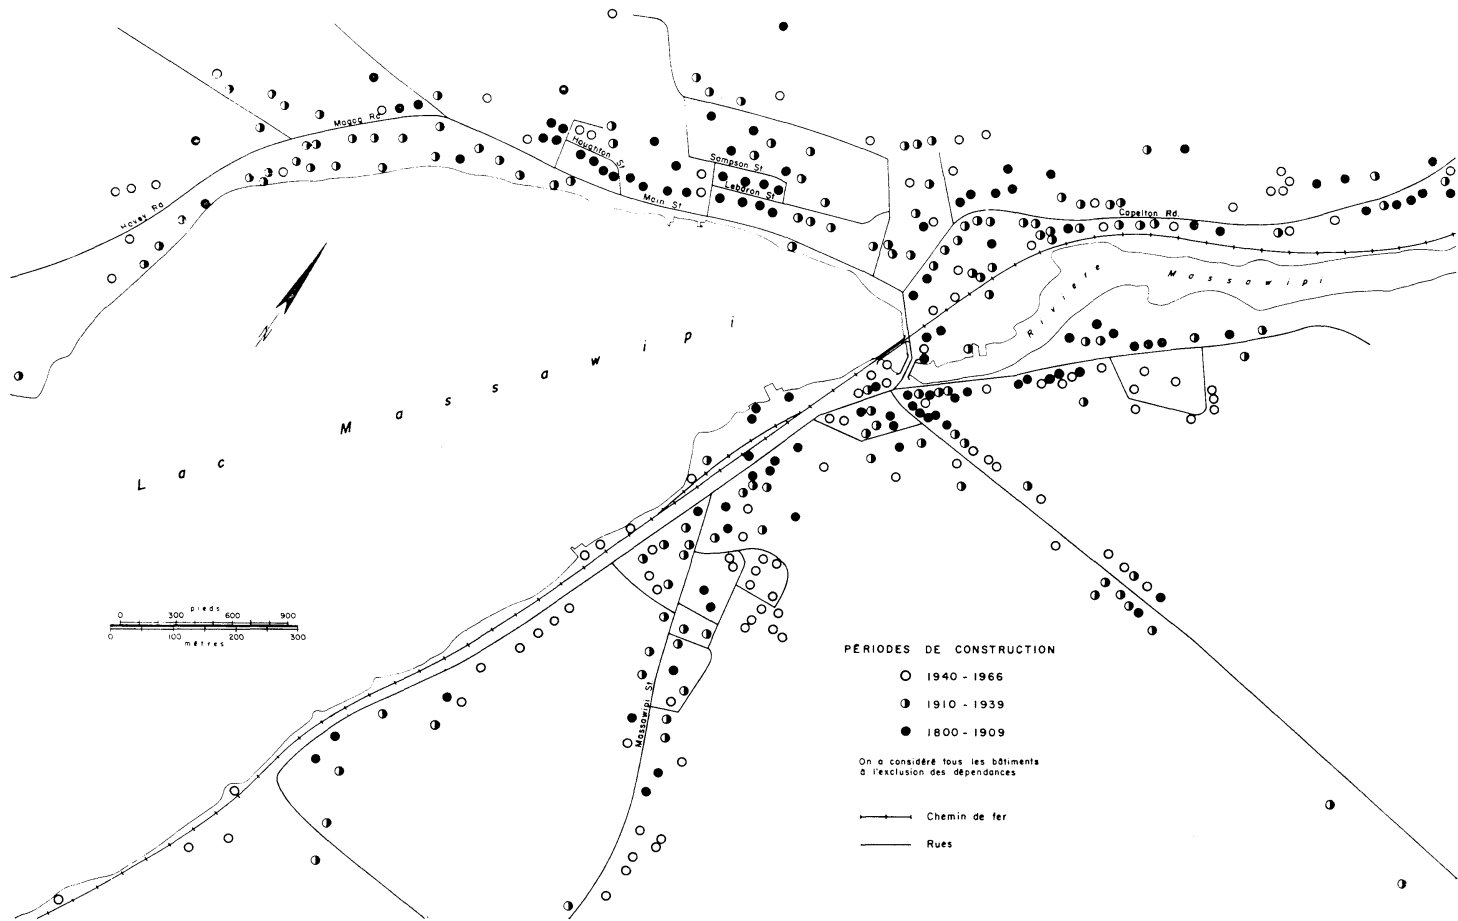 Magog Rd
Hovey Rd.
Houghton St
Main St
Sampson St
Lebaron St
Capelton Rd.
Rivière Massawipi
Lac Massawipi
N
pieds
0 300 600 900
0 100 200 300
mètres
Massawipi St
PÉRIODES DE CONSTRUCTION
1940 - 1966
1910 - 1939
1800 - 1909
On a considéré tous les bâtiments
à l'exclusion des dépendances
Chemin de fer
Rues